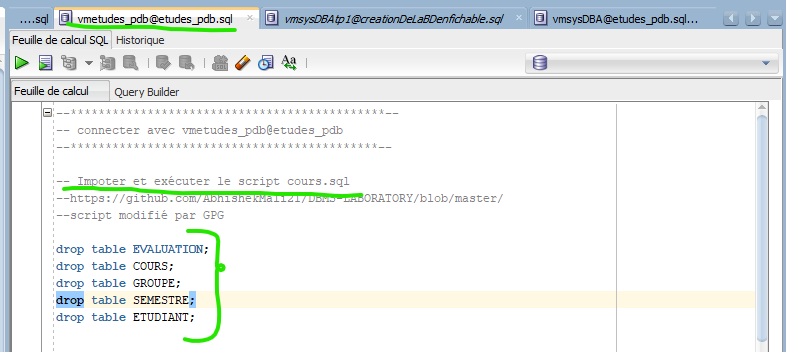 ....sql
vmetudes_pdb@etudes_pdb.sql
vmsysDBAtp1@creationDeLaBDenfichable.sql
vmsysDBA@etudes_pdb.sql...
Feuille de calcul SQL
Historique
Aa
Feuille de calcul
Query Builder
--**********************************************--
-- connecter avec vmetudes_pdb@etudes_pdb
--*********************************************--
-- Impoter et exécuter le script cours.sql
--https://github.com/AbhishekMali21/DBMS-LABORATORY/blob/master/
--script modifié par GPG
drop table EVALUATION;
drop table COURS;
drop table GROUPE;
drop table SEMESTRE;
drop table ETUDIANT;